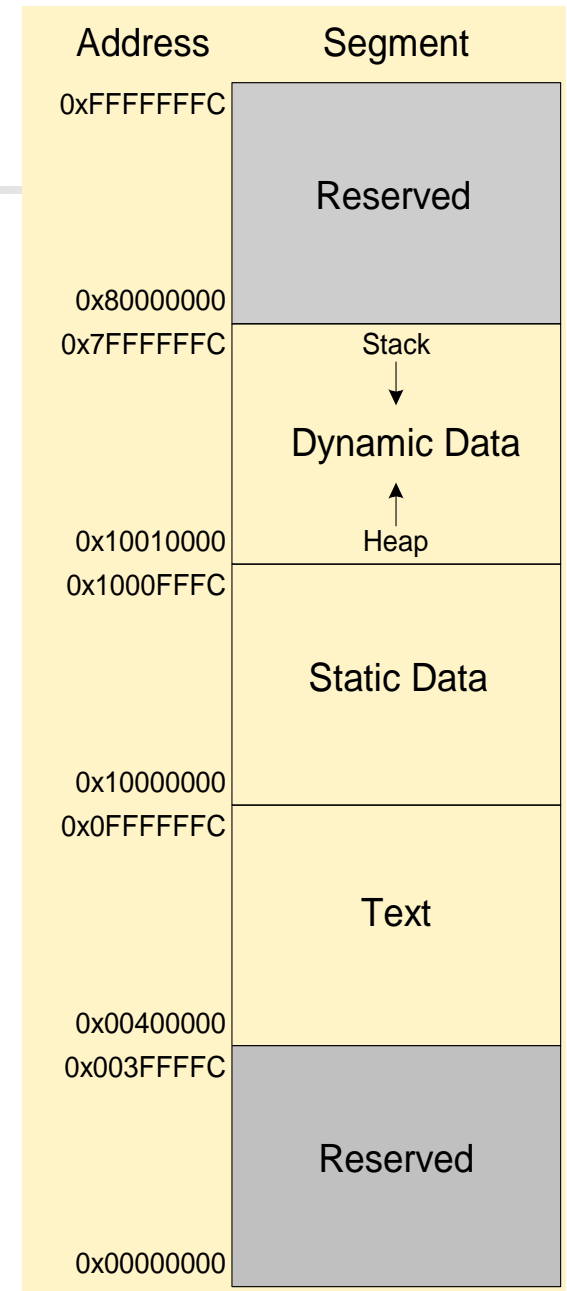 Address Segment
0xFFFFFFFC
Reserved
0x80000000
0x7FFFFFFC Stack
Dynamic Data
0x10010000 Heap
0x1000FFFC
Static Data
0x10000000
0x0FFFFFFC
Text
0x00400000
0x003FFFFC
Reserved
0x00000000